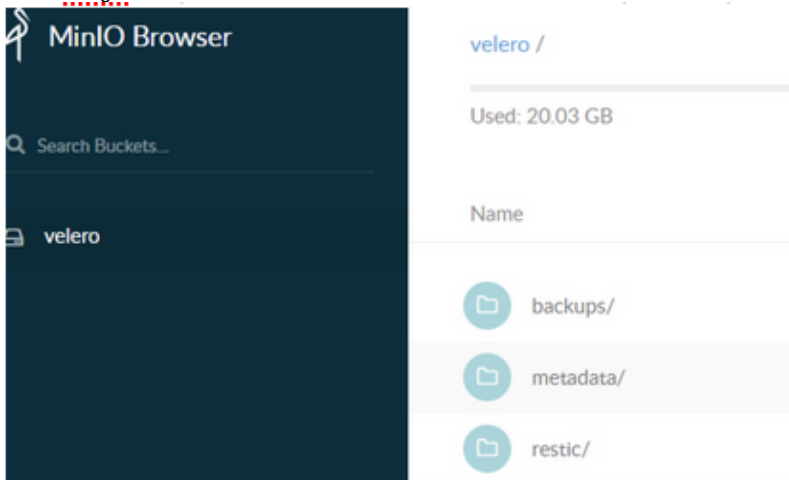 MinIO Browser
Search Buckets...
velero
velero /
Used: 20.03 GB
Name
backups/
metadata/
restic/